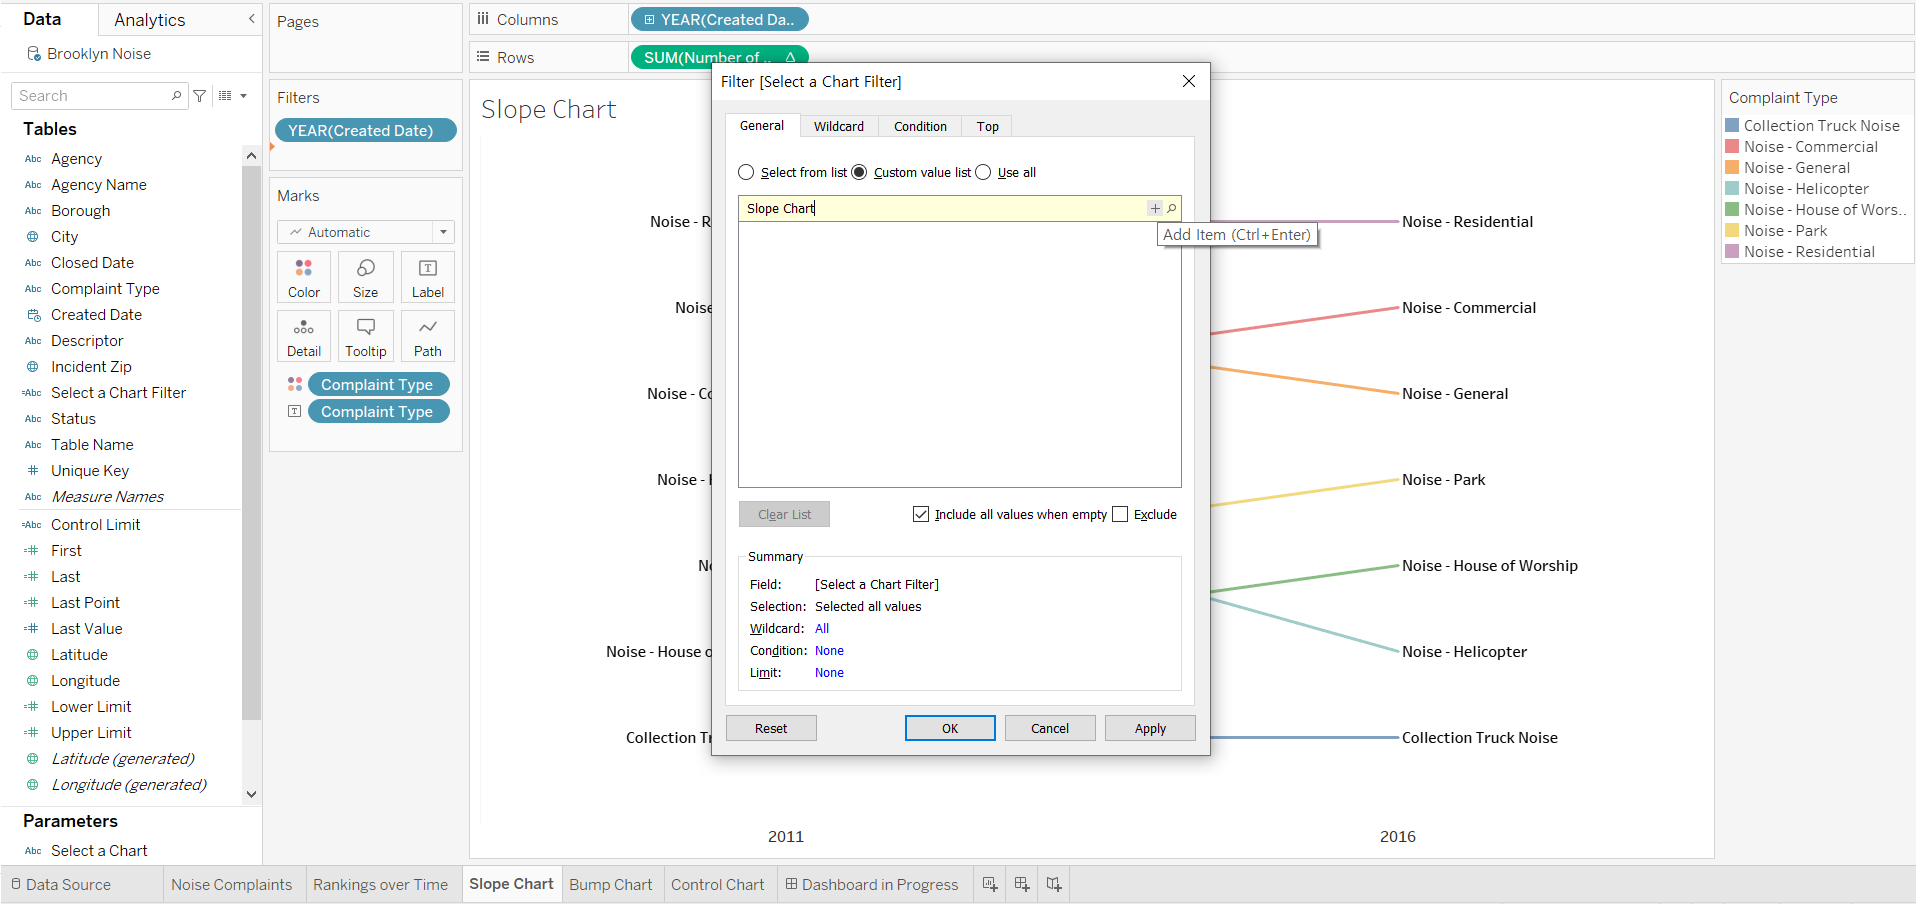 Data
Analytics
Brooklyn Noise
Search
Tables
Abc Agency
Abc Agency Name
Abc Borough
City
Abc Closed Date
Abc Complaint Type
Created Date
Abc Descriptor
Incident Zip
=Abc Select a Chart Filter
Abc Status
Abc Table Name
# Unique Key
Abc Measure Names
=Abc Control Limit
=# First
=# Last
=# Last Point
=# Last Value
Latitude
Longitude
=# Lower Limit
=# Upper Limit
Latitude (generated)
Longitude (generated)
Parameters
Abc Select a Chart
Pages
Filters
YEAR(Created Date)
Marks
Automatic
Color
Size
Label
Detail
Tooltip
Path
Complaint Type
Complaint Type
Columns
YEAR(Created Da..
Rows
SUM(Number of .. Δ
Slope Chart
Noise - R
Noise
Noise - Co
Noise -
No
Noise - House o
Collection Tr
2011
Filter [Select a Chart Filter]
General
Wildcard
Condition
Top
Select from list
Custom value list
Use all
Slope Chart
Add Item (Ctrl+Enter)
Clear List
Include all values when empty
Exclude
Summary
Field: [Select a Chart Filter]
Selection: Selected all values
Wildcard: All
Condition: None
Limit: None
Reset
OK
Cancel
Apply
Noise - Residential
Noise - Commercial
Noise - General
Noise - Park
Noise - House of Worship
Noise - Helicopter
Collection Truck Noise
2016
Complaint Type
Collection Truck Noise
Noise - Commercial
Noise - General
Noise - Helicopter
Noise - House of Wors..
Noise - Park
Noise - Residential
Data Source
Noise Complaints
Rankings over Time
Slope Chart
Bump Chart
Control Chart
Dashboard in Progress